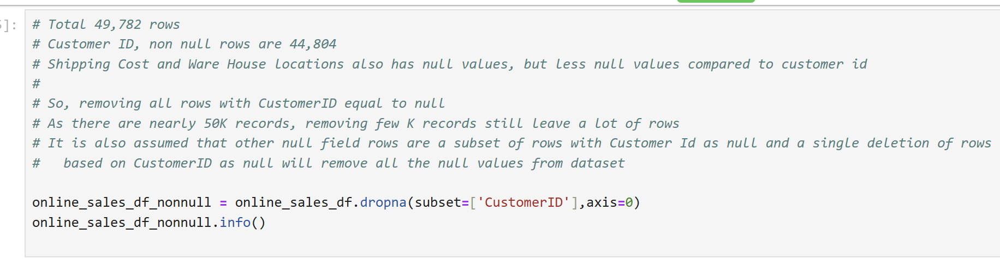 5]:
# Total 49,782 rows
# Customer ID, non null rows are 44,804
# Shipping Cost and Ware House locations also has null values, but less null values compared to customer id
#
# So, removing all rows with CustomerID equal to null
# As there are nearly 50K records, removing few K records still leave a lot of rows
# It is also assumed that other null field rows are a subset of rows with Customer Id as null and a single deletion of rows
#   based on CustomerID as null will remove all the null values from dataset
online_sales_df_nonnull = online_sales_df.dropna(subset=['CustomerID'],axis=0)
online_sales_df_nonnull.info()